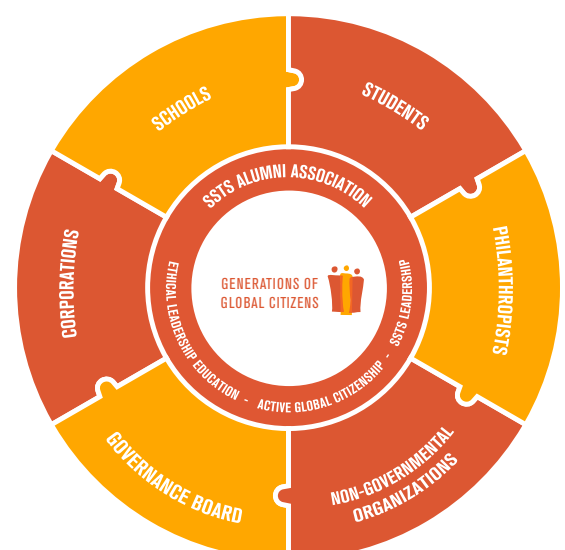 SCHOOLS
STUDENTS
PHILANTHROPISTS
NON-GOVERNMENTAL
ORGANIZATIONS
GOVERNANCE BOARD
CORPORATIONS
SSTS ALUMNI ASSOCIATION
ETHICAL LEADERSHIP EDUCATION - ACTIVE GLOBAL CITIZENSHIP - SSTS LEADERSHIP
GENERATIONS OF
GLOBAL CITIZENS